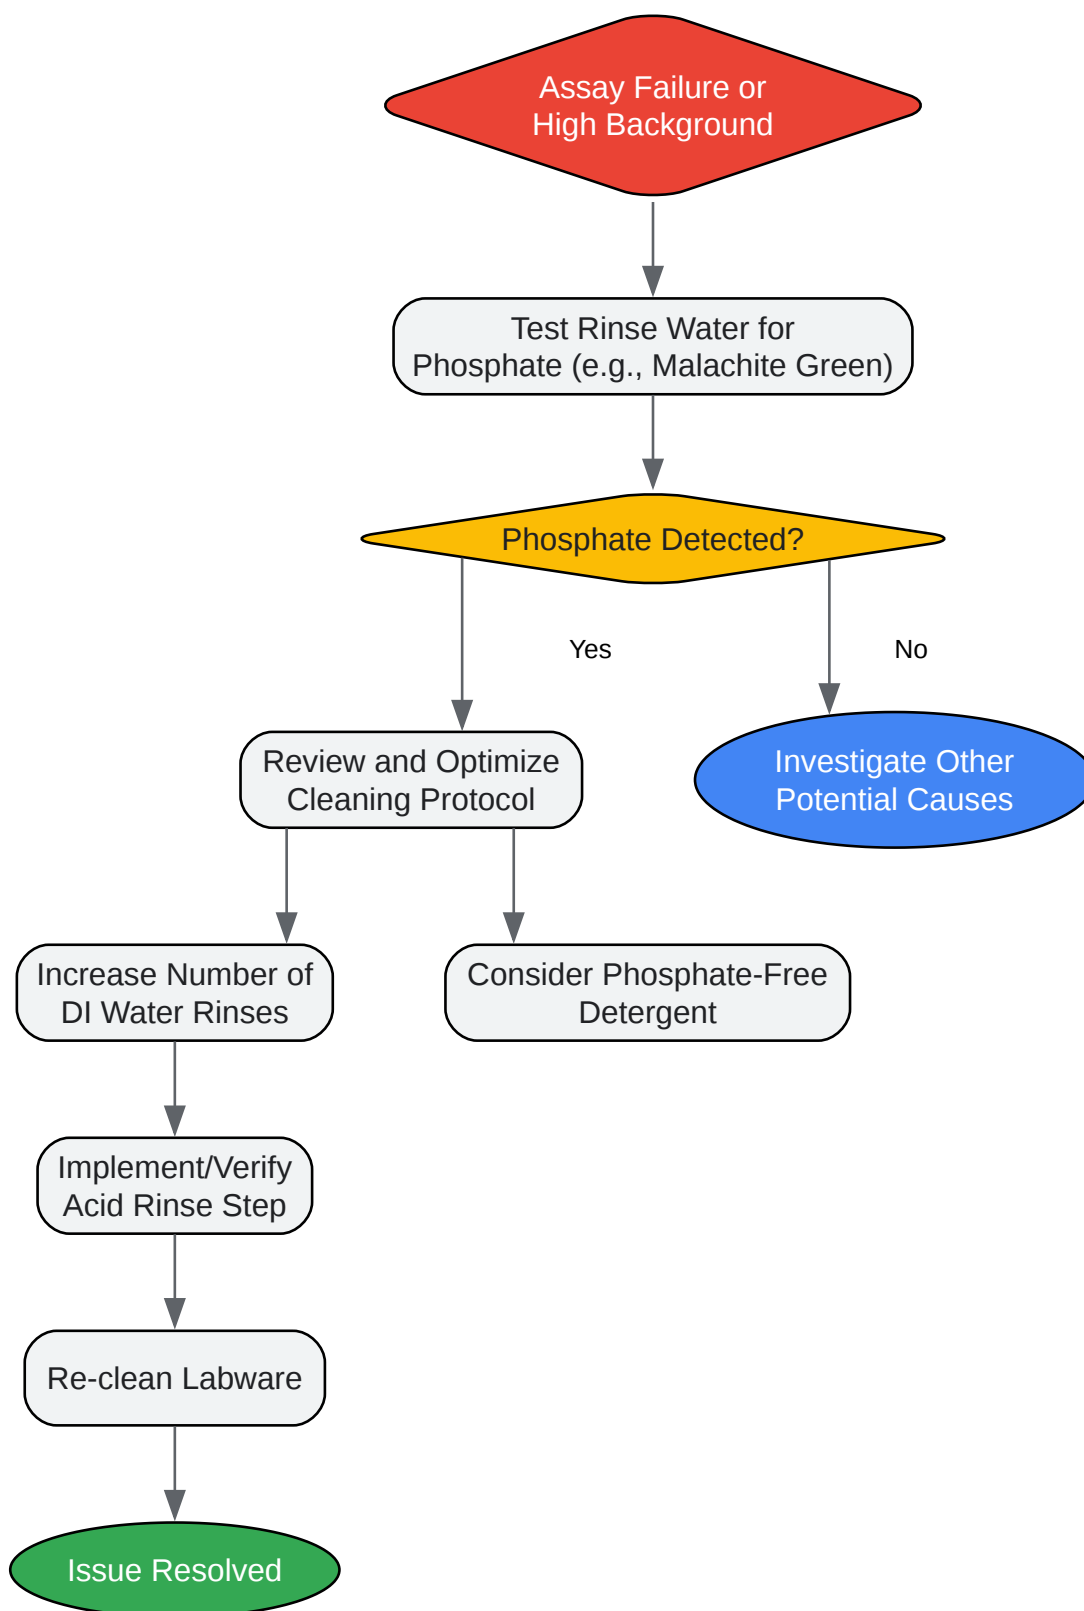 Assay Failure or
High Background
Test Rinse Water for
Phosphate (e.g., Malachite Green)
Phosphate Detected?
Yes
No
Review and Optimize
Cleaning Protocol
Investigate Other
Potential Causes
Increase Number of
DI Water Rinses
Consider Phosphate-Free
Detergent
Implement/Verify
Acid Rinse Step
Re-clean Labware
Issue Resolved